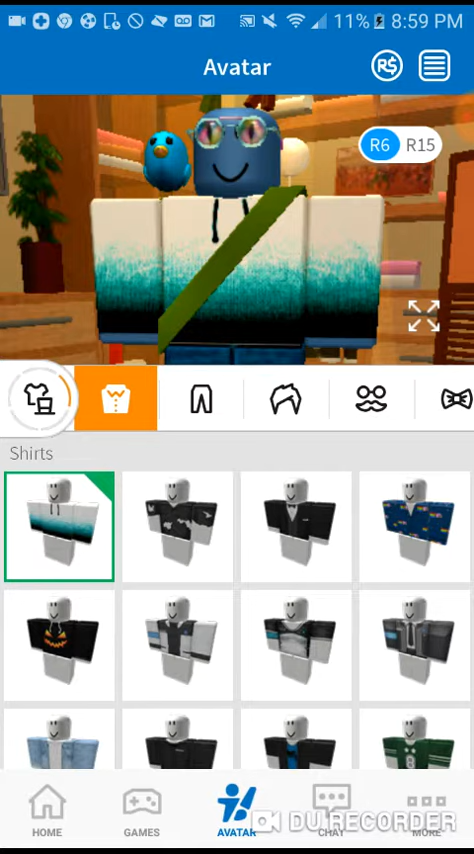 11% 8:59 PM
Avatar
R$
R6 R15
Shirts
HOME GAMES AVATAR CHAT MORE
DU RECORDER